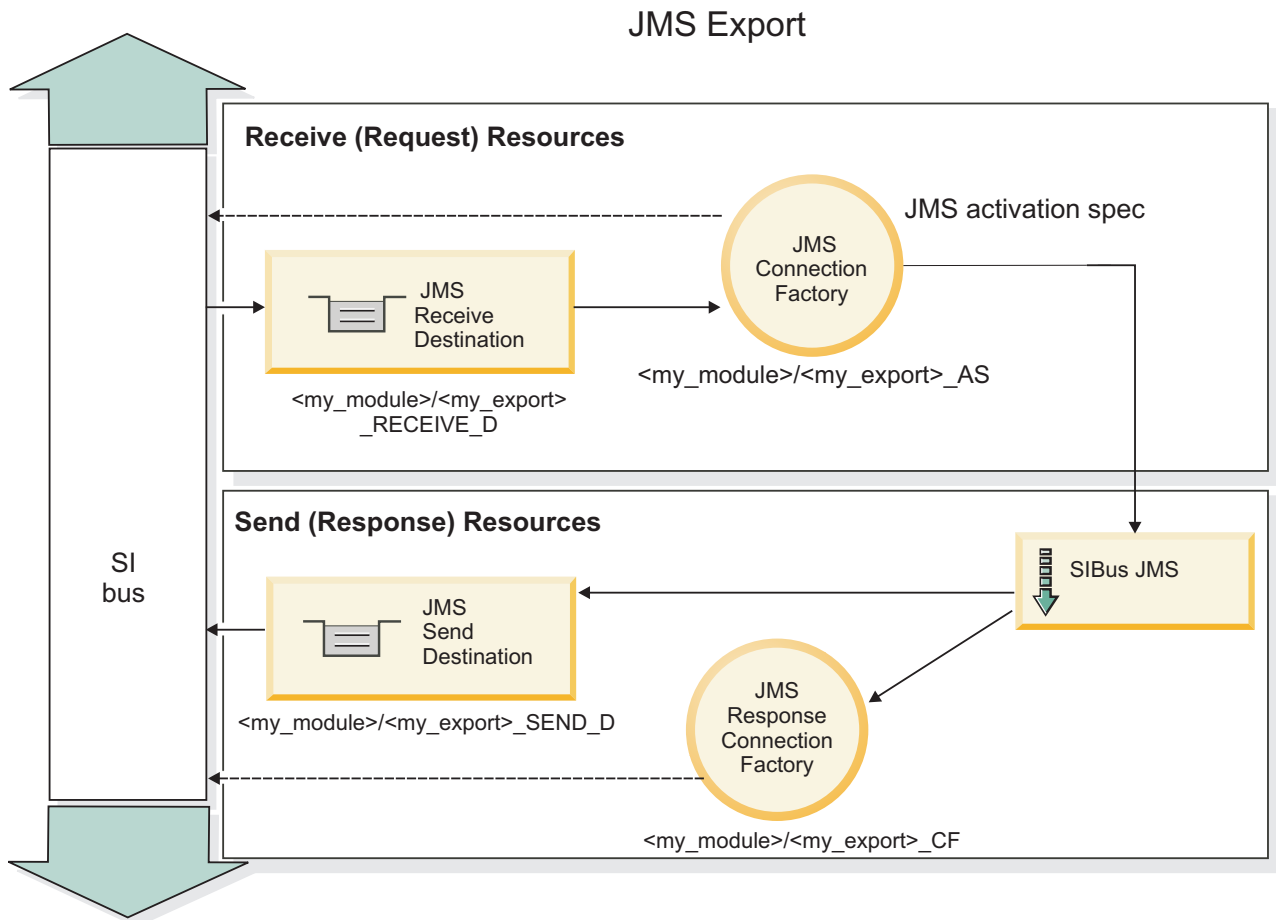 JMS Export
Receive (Request) Resources
JMS activation spec
JMS
Connection
Factory
JMS
Receive
Destination
<my_module>/<my_export>_AS
<my_module>/<my_export>
_RECEIVE_D
SI
bus
Send (Response) Resources
SIBus JMS
JMS
Send
Destination
<my_module>/<my_export>_SEND_D
JMS
Response
Connection
Factory
<my_module>/<my_export>_CF